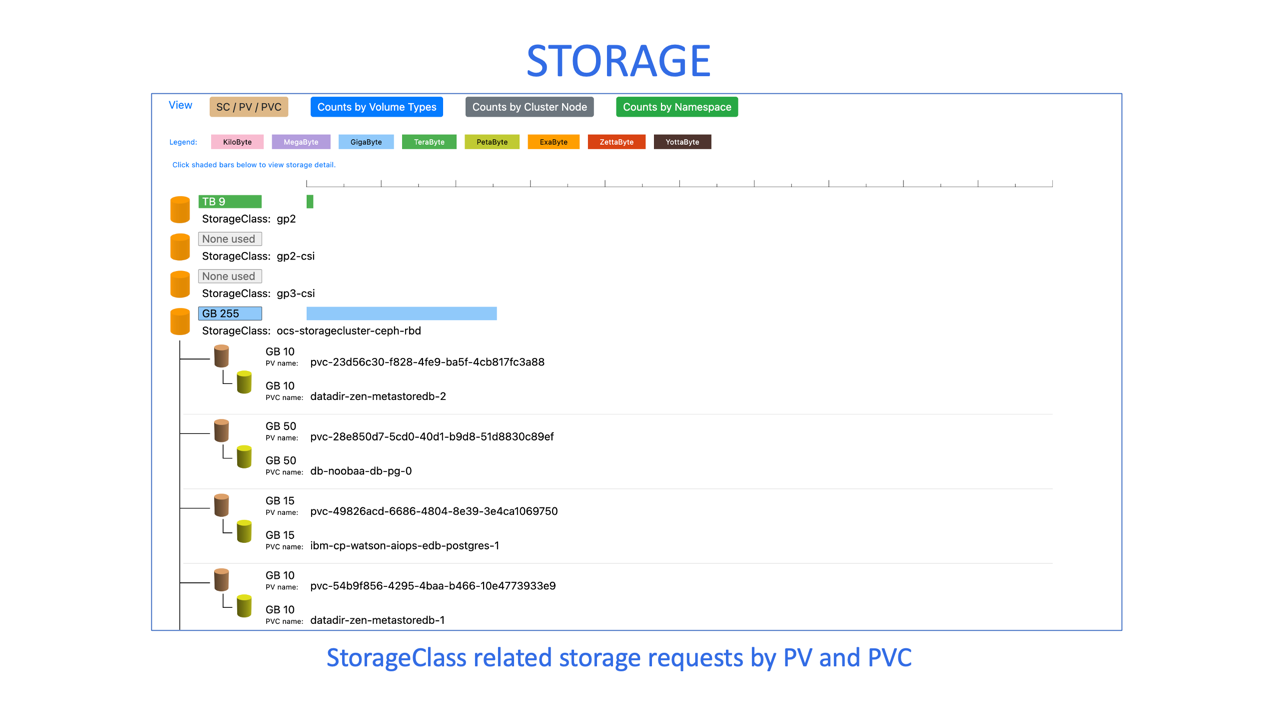 STORAGE
View SC / PV / PVC Counts by Volume Types Counts by Cluster Node Counts by Namespace
Legend: KiloByte MegaByte GigaByte TeraByte PetaByte ExaByte ZettaByte YottaByte
Click shaded bars below to view storage detail.
TB 9
StorageClass: gp2
None used
StorageClass: gp2-csi
None used
StorageClass: gp3-csi
GB 255
StorageClass: ocs-storagecluster-ceph-rbd
GB 10
PV name: pvc-23d56c30-f828-4fe9-ba5f-4cb817fc3a88
GB 10
PVC name: datadir-zen-metastoredb-2
GB 50
PV name: pvc-28e850d7-5cd0-40d1-b9d8-51d8830c89ef
GB 50
PVC name: db-noobaa-db-pg-0
GB 15
PV name: pvc-49826acd-6686-4804-8e39-3e4ca1069750
GB 15
PVC name: ibm-cp-watson-aiops-edb-postgres-1
GB 10
PV name: pvc-54b9f856-4295-4baa-b466-10e4773933e9
GB 10
PVC name: datadir-zen-metastoredb-1
StorageClass related storage requests by PV and PVC